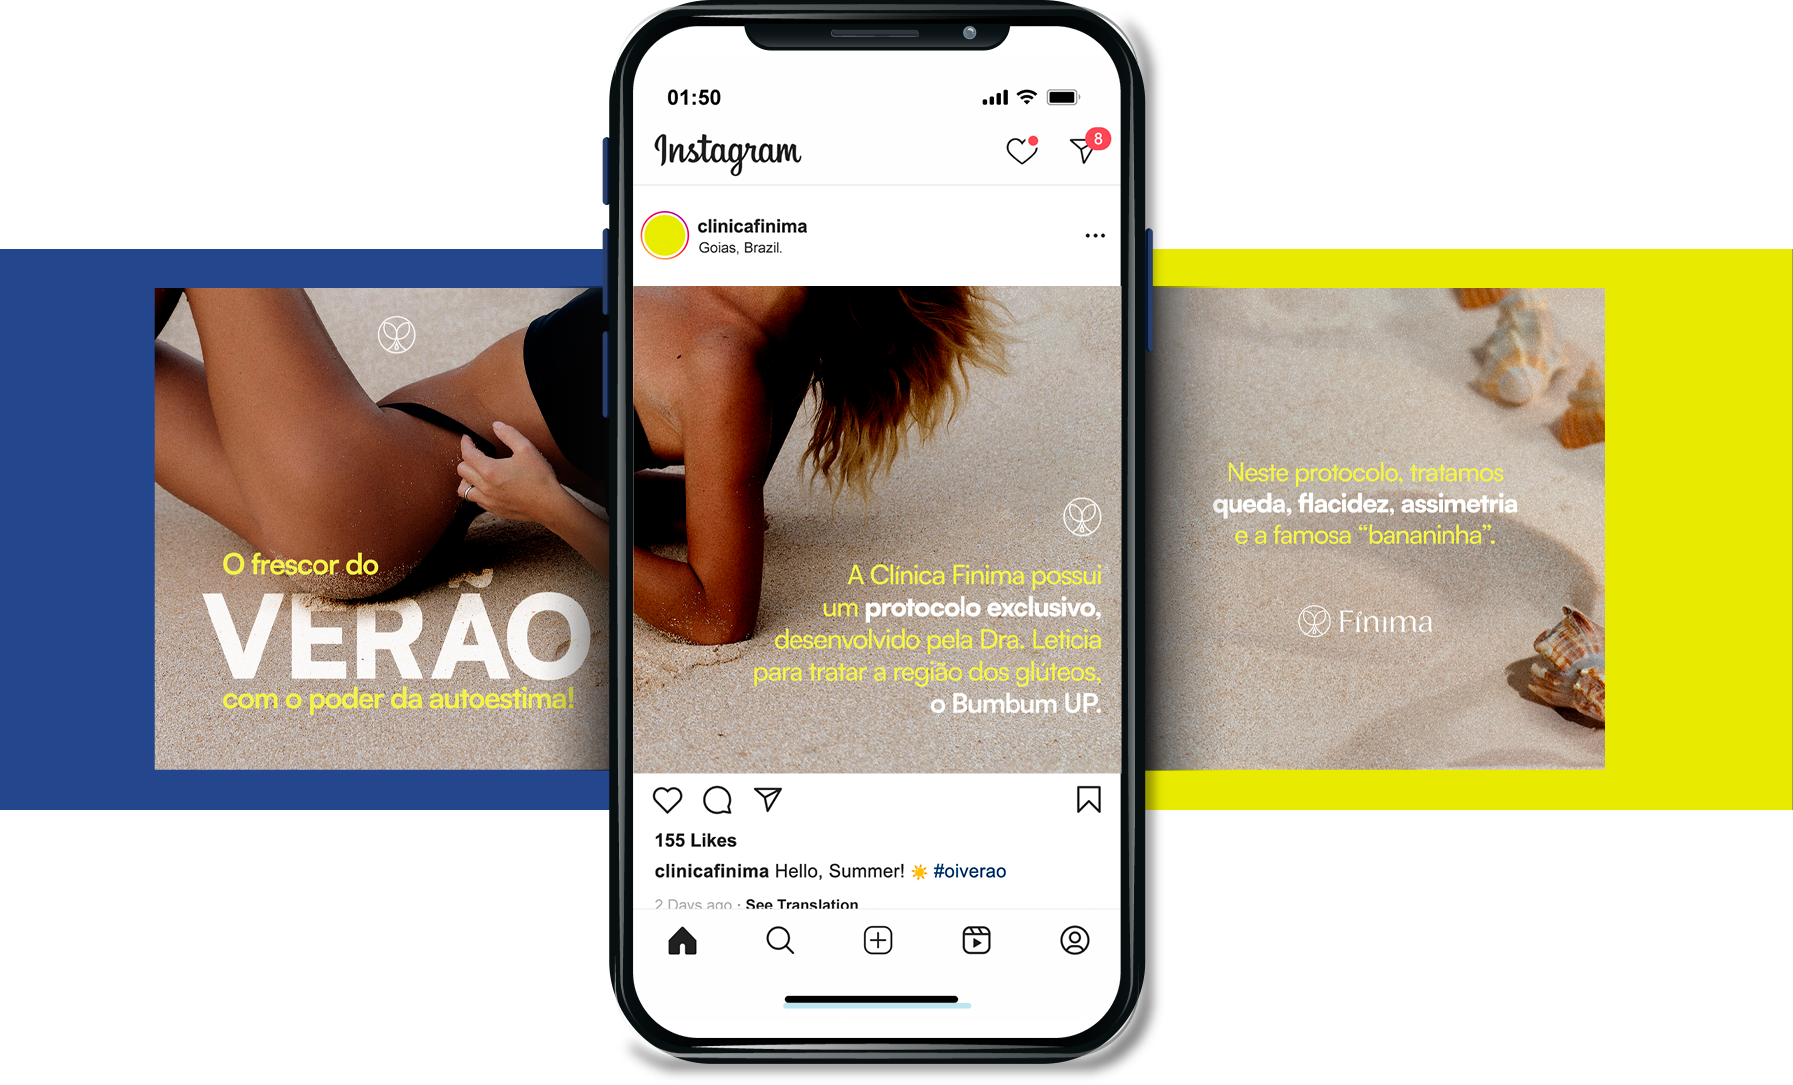 01:50
Instagram
8
clinicafinima
Goias, Brazil.
O frescor do
VERÃO
com o poder da autoestima!
A Clínica Finima possui
um protocolo exclusivo,
desenvolvido pela Dra. Leticia
para tratar a região dos glúteos,
o Bumbum UP.
Neste protocolo, tratamos
queda, flacidez, assimetria
e a famosa “bananinha”.
Fínima
155 Likes
clinicafinima Hello, Summer! ☀️ #oiverao
2 Days ago · See Translation